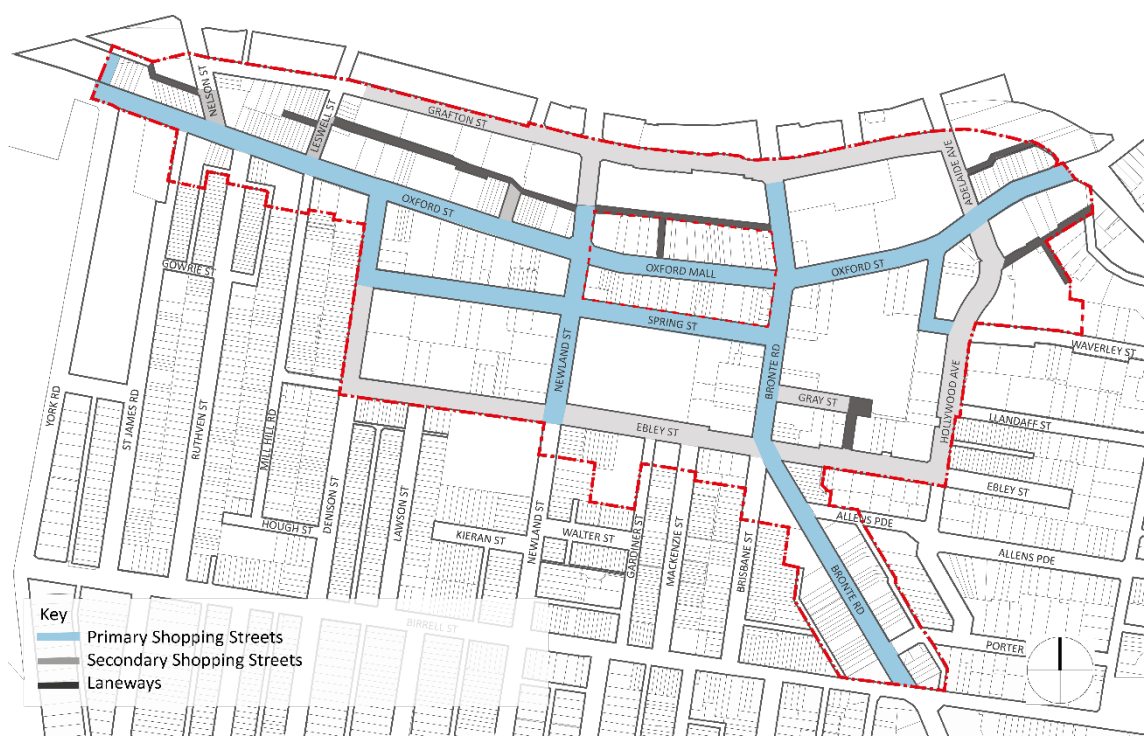 NELSON ST
LESWELL ST
GRAFTON ST
ADELAIDE AVE
OXFORD ST
OXFORD MALL
OXFORD ST
GOWRIE ST
SPRING ST
NEWLAND ST
BRONTE RD
WAVERLEY ST
HOLLYWOOD AVE
GRAY ST
LLANDAFF ST
YORK RD
ST JAMES RD
RUTHVEN ST
MILL HILL RD
EBLEY ST
EBLEY ST
DENISON ST
LAWSON ST
HOUGH ST
KIERAN ST
NEWLAND ST
WALTER ST
GARDINER ST
MACKENZIE ST
BRISBANE ST
ALLENS PDE
ALLENS PDE
BRONTE RD
PORTER
BIRRELL ST
Key
Primary Shopping Streets
Secondary Shopping Streets
Laneways